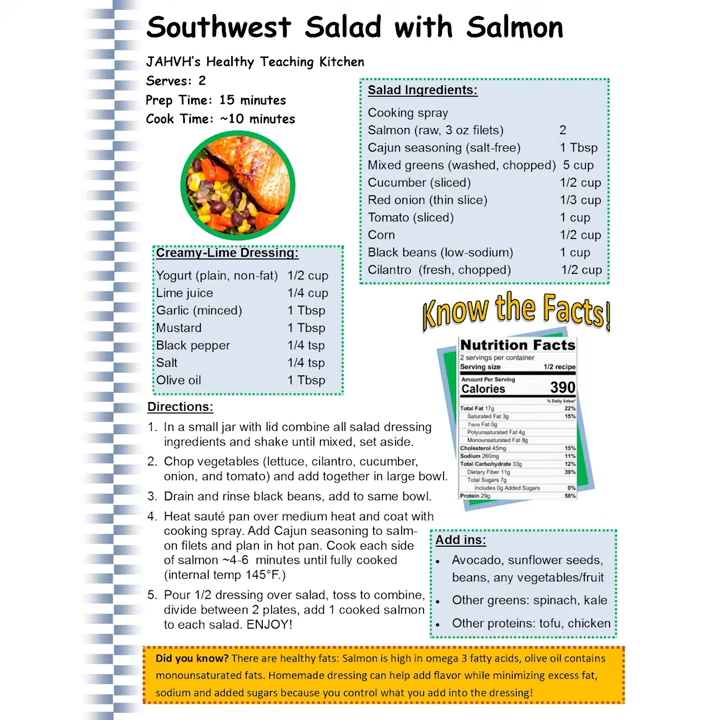 Southwest Salad with Salmon
JAHVH's Healthy Teaching Kitchen
Serves: 2
Prep Time: 15 minutes
Cook Time: ~10 minutes
Salad Ingredients:
Cooking spray
Salmon (raw, 3 oz filets) 2
Cajun seasoning (salt-free) 1 Tbsp
Mixed greens (washed, chopped) 5 cup
Cucumber (sliced) 1/2 cup
Red onion (thin slice) 1/3 cup
Tomato (sliced) 1 cup
Corn 1/2 cup
Black beans (low-sodium) 1 cup
Cilantro (fresh, chopped) 1/2 cup
Creamy-Lime Dressing:
Yogurt (plain, non-fat) 1/2 cup
Lime juice 1/4 cup
Garlic (minced) 1 Tbsp
Mustard 1 Tbsp
Black pepper 1/4 tsp
Salt 1/4 tsp
Olive oil 1 Tbsp
Know the Facts!
Nutrition Facts
2 servings per container
Serving size 1/2 recipe
Amount Per Serving
Calories 390
% Daily Value*
Total Fat 17g 22%
Saturated Fat 3g 15%
Trans Fat 0g
Polyunsaturated Fat 4g
Monounsaturated Fat 8g
Cholesterol 45mg 15%
Sodium 260mg 11%
Total Carbohydrate 33g 12%
Dietary Fiber 11g 39%
Total Sugars 7g
Includes 0g Added Sugars 0%
Protein 29g 58%
Directions:
1. In a small jar with lid combine all salad dressing
ingredients and shake until mixed, set aside.
2. Chop vegetables (lettuce, cilantro, cucumber,
onion, and tomato) and add together in large bowl.
3. Drain and rinse black beans, add to same bowl.
4. Heat sauté pan over medium heat and coat with
cooking spray. Add Cajun seasoning to salm-
on filets and plan in hot pan. Cook each side
of salmon ~4-6 minutes until fully cooked
(internal temp 145°F.)
5. Pour 1/2 dressing over salad, toss to combine,
divide between 2 plates, add 1 cooked salmon
to each salad. ENJOY!
Add ins:
• Avocado, sunflower seeds,
beans, any vegetables/fruit
• Other greens: spinach, kale
• Other proteins: tofu, chicken
Did you know? There are healthy fats: Salmon is high in omega 3 fatty acids, olive oil contains
monounsaturated fats. Homemade dressing can help add flavor while minimizing excess fat,
sodium and added sugars because you control what you add into the dressing!